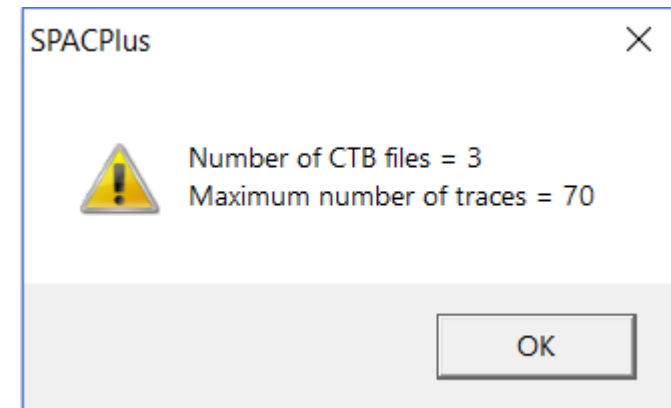 SPACPlus
Number of CTB files = 3
Maximum number of traces = 70
OK